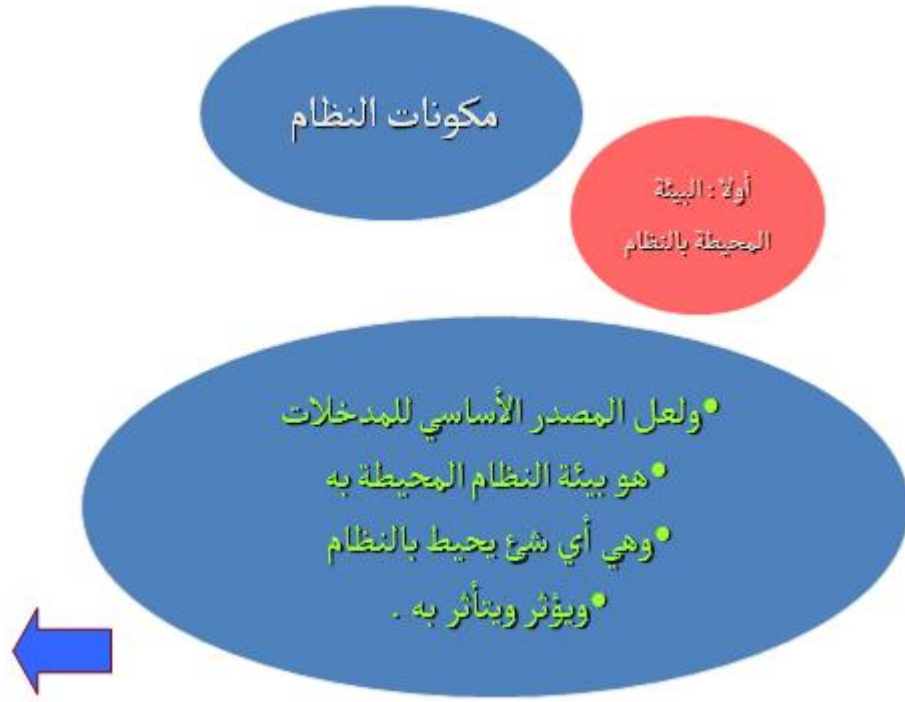 مكونات النظام
أولا : البيئة
المحيطة بالنظام
•ولعل المصدر الأساسي للمدخلات
•هو بيئة النظام المحيطة به
•وهي أي شئ يحيط بالنظام
•ويؤثر ويتأثر به .